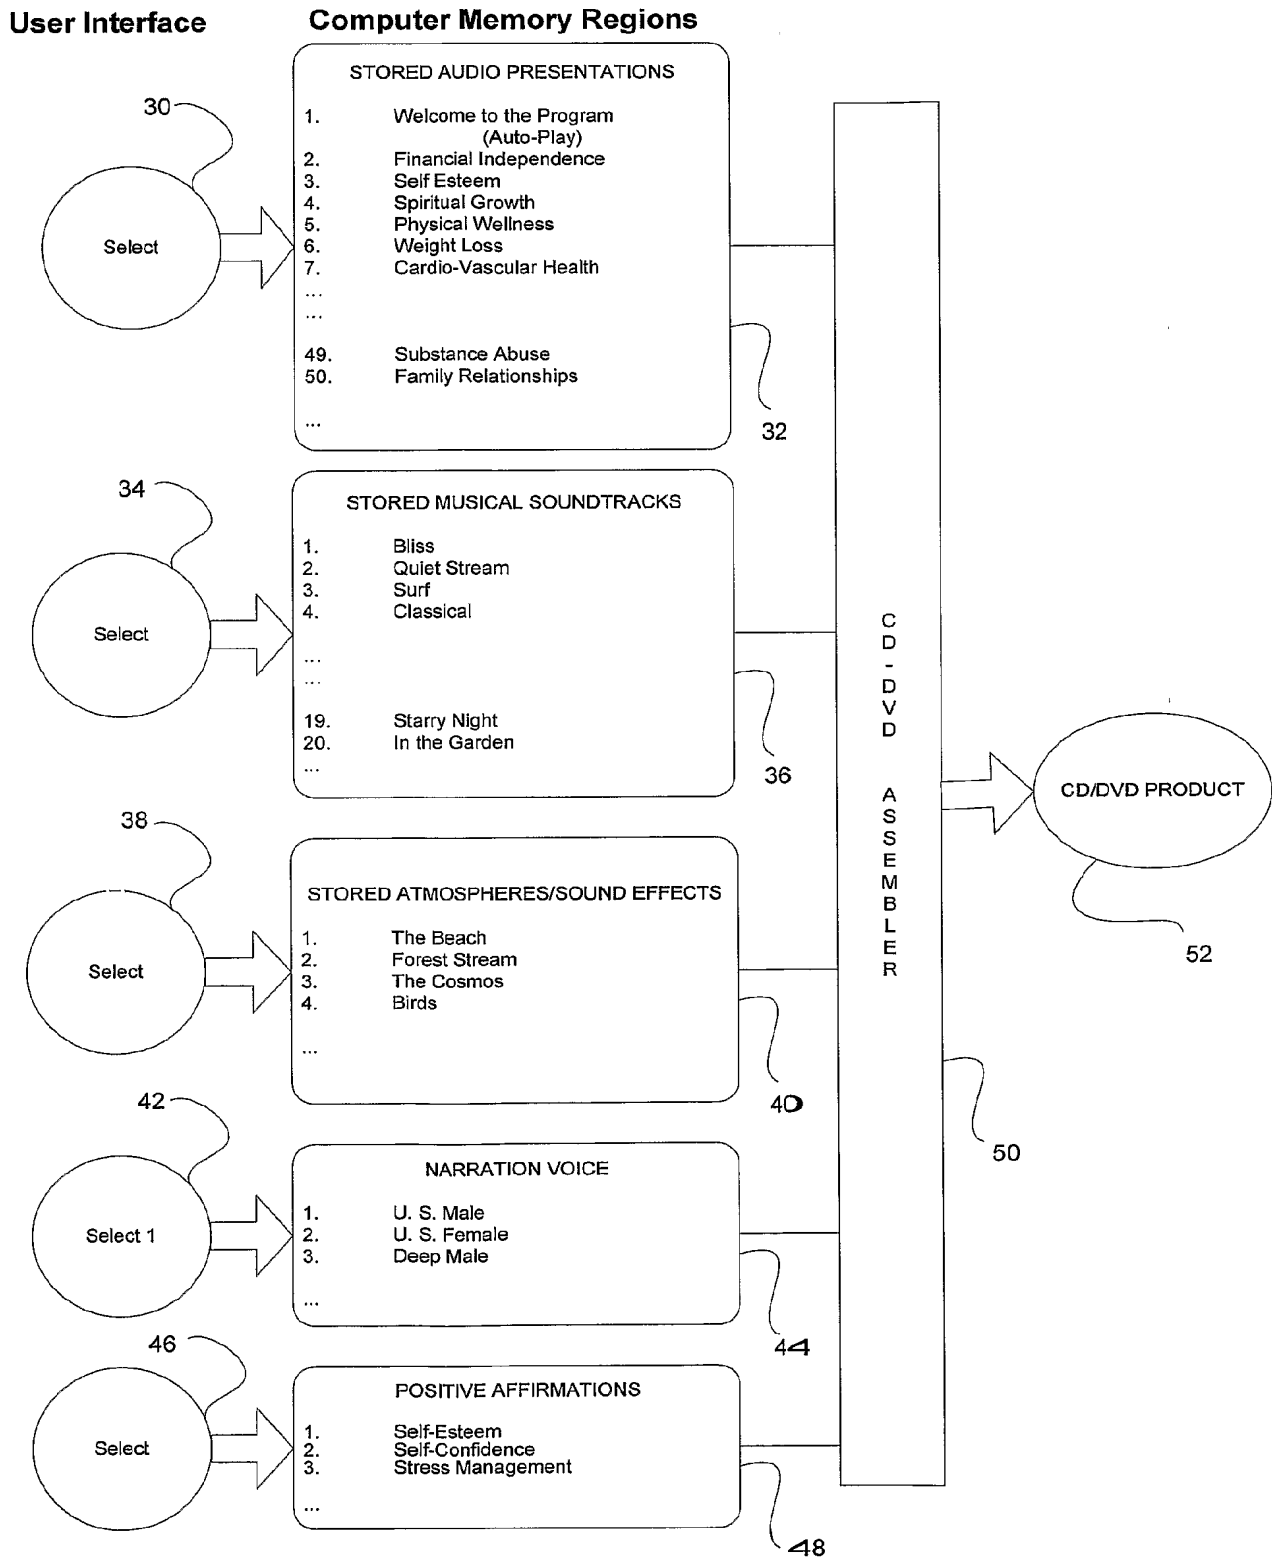 User Interface
Computer Memory Regions
30
Select
STORED AUDIO PRESENTATIONS
1. Welcome to the Program
(Auto-Play)
2. Financial Independence
3. Self Esteem
4. Spiritual Growth
5. Physical Wellness
6. Weight Loss
7. Cardio-Vascular Health
...
...
49. Substance Abuse
50. Family Relationships
...
32
34
Select
STORED MUSICAL SOUNDTRACKS
1. Bliss
2. Quiet Stream
3. Surf
4. Classical
...
...
19. Starry Night
20. In the Garden
...
36
38
Select
STORED ATMOSPHERES/SOUND EFFECTS
1. The Beach
2. Forest Stream
3. The Cosmos
4. Birds
...
40
42
Select 1
NARRATION VOICE
1. U. S. Male
2. U. S. Female
3. Deep Male
...
44
46
Select
POSITIVE AFFIRMATIONS
1. Self-Esteem
2. Self-Confidence
3. Stress Management
...
48
CD-DVD ASSEMBLER
50
CD/DVD PRODUCT
52